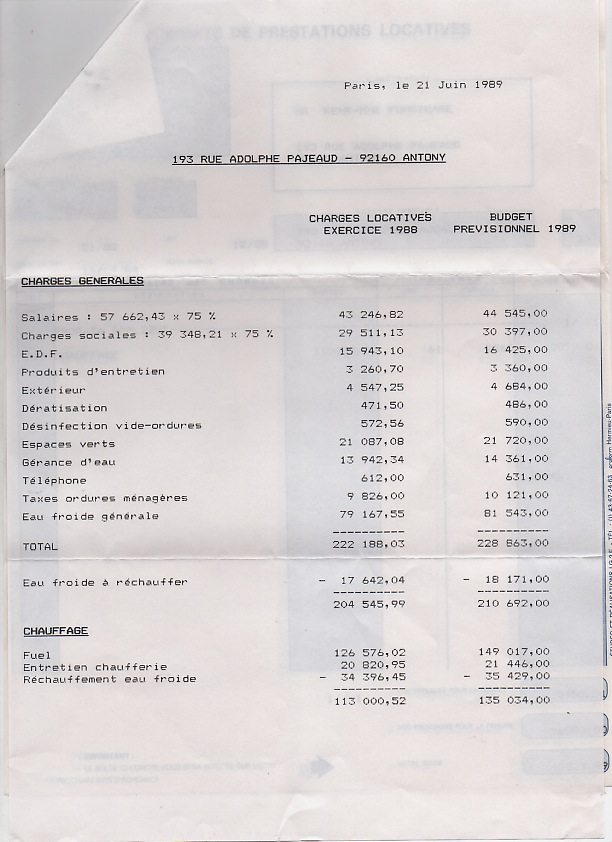 Paris, le 21 Juin 1989
193 RUE ADOLPHE PAJEAUD - 92160 ANTONY
CHARGES LOCATIVES BUDGET
EXERCICE 1988 PREVISIONNEL 1989
CHARGES GENERALES
Salaires : 57 662,43 x 75 % 43 246,82 44 545,00
Charges sociales : 39 348,21 x 75 % 29 511,13 30 397,00
E.D.F. 15 943,10 16 425,00
Produits d'entretien 3 260,70 3 360,00
Extérieur 4 547,25 4 684,00
Dératisation 471,50 486,00
Désinfection vide-ordures 572,56 590,00
Espaces verts 21 087,08 21 720,00
Gérance d'eau 13 942,34 14 361,00
Téléphone 612,00 631,00
Taxes ordures ménagères 9 826,00 10 121,00
Eau froide générale 79 167,55 81 543,00
TOTAL 222 188,03 228 863,00
Eau froide à réchauffer - 17 642,04 - 18 171,00
204 545,99 210 692,00
CHAUFFAGE
Fuel 126 576,02 149 017,00
Entretien chaufferie 20 820,95 21 446,00
Réchauffement eau froide - 34 396,45 - 35 429,00
113 000,52 135 034,00